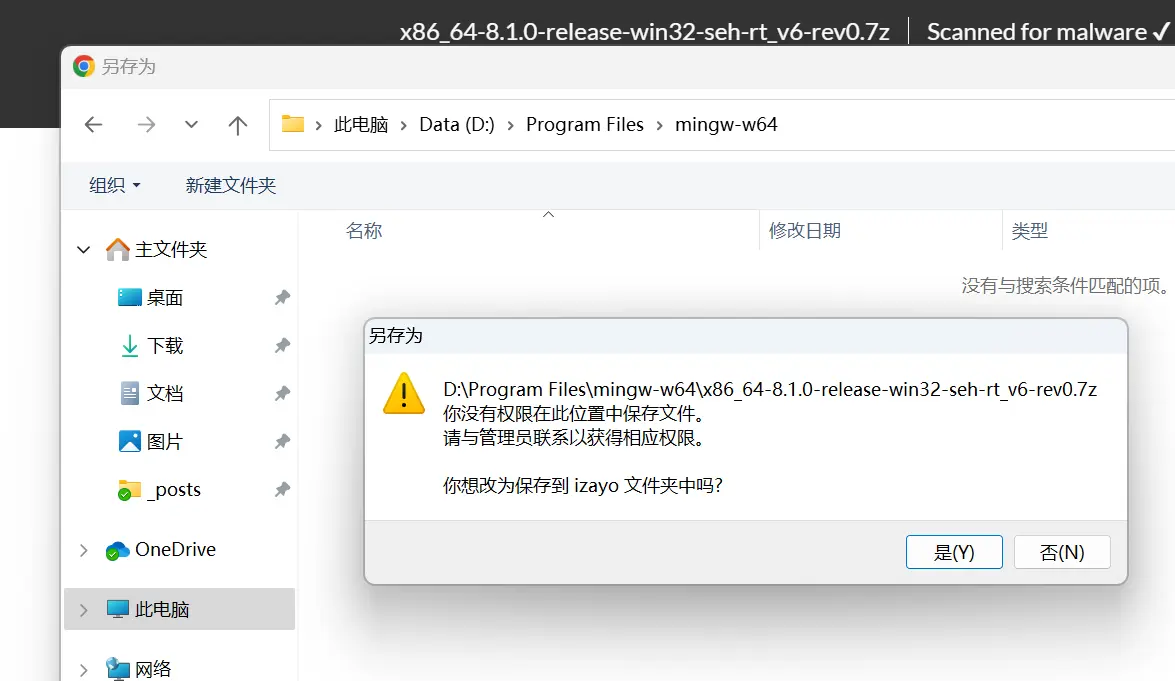 x86_64-8.1.0-release-win32-seh-rt_v6-rev0.7z Scanned for malware ✓
另存为
此电脑 › Data (D:) › Program Files › mingw-w64
组织 新建文件夹
名称 修改日期 类型
主文件夹
没有与搜索条件匹配的项。
桌面
下载
文档
图片
_posts
OneDrive
此电脑
网络
另存为
D:\Program Files\mingw-w64\x86_64-8.1.0-release-win32-seh-rt_v6-rev0.7z
你没有权限在此位置中保存文件。
请与管理员联系以获得相应权限。
你想改为保存到 izayo 文件夹中吗?
是(Y) 否(N)